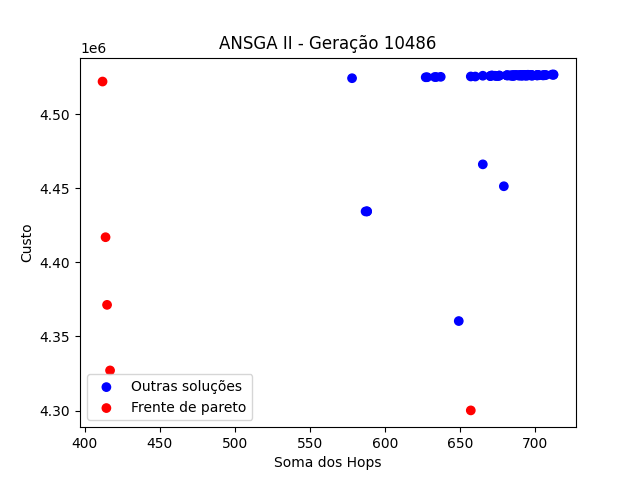 ANSGA II - Geração 10486
1e6
4.50
4.45
4.40
4.35
4.30
Custo
400 450 500 550 600 650 700
Soma dos Hops
Outras soluções
Frente de pareto